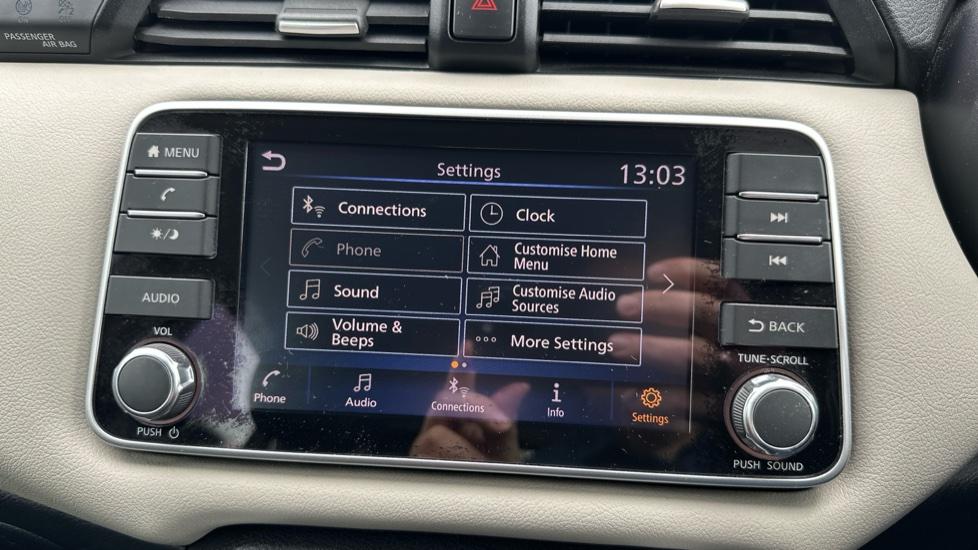 PASSENGER
AIR BAG
MENU
AUDIO
VOL
PUSH
Settings
13:03
Connections
Clock
Phone
Customise Home
Menu
Sound
Customise Audio
Sources
Volume &
Beeps
More Settings
Phone
Audio
Connections
Info
Settings
BACK
TUNE·SCROLL
PUSH SOUND